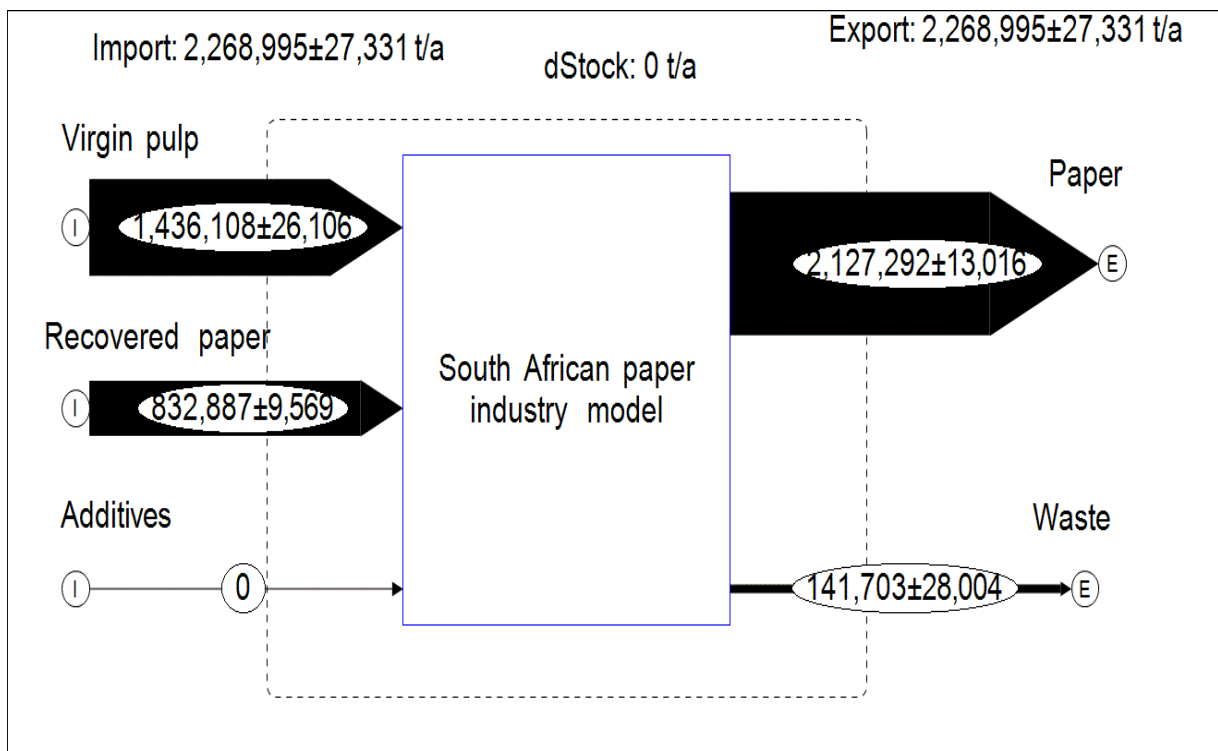 Import: 2,268,995±27,331 t/a
Export: 2,268,995±27,331 t/a
dStock: 0 t/a
Virgin pulp
I
1,436,108±26,106
Paper
2,127,292±13,016
E
Recovered paper
I
832,887±9,569
South African paper
industry model
Additives
I
0
Waste
141,703±28,004
E